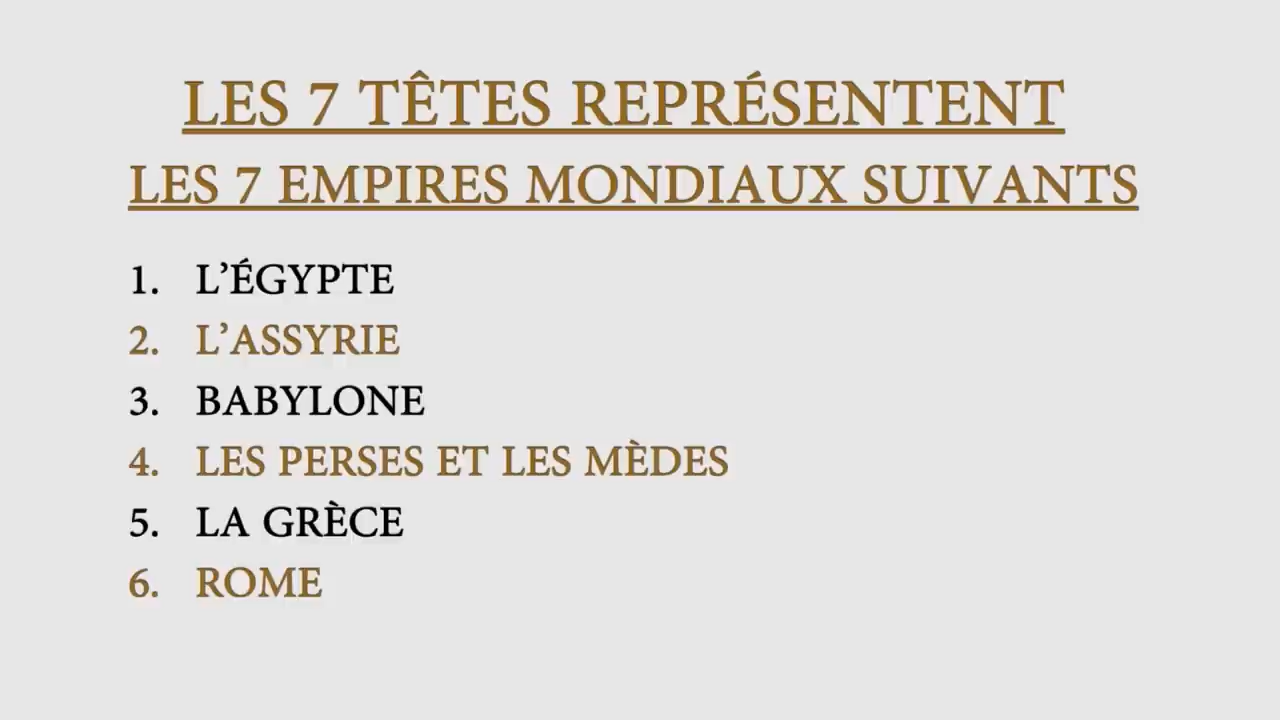 LES 7 TÊTES REPRÉSENTENT
LES 7 EMPIRES MONDIAUX SUIVANTS
1. L’ÉGYPTE
2. L’ASSYRIE
3. BABYLONE
4. LES PERSES ET LES MÈDES
5. LA GRÈCE
6. ROME